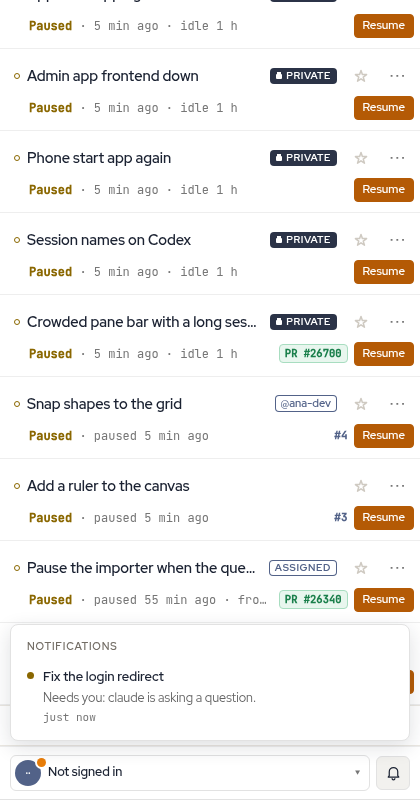 Paused · 5 min ago · idle 1 h
Resume
Admin app frontend down PRIVATE
Paused · 5 min ago · idle 1 h Resume
Phone start app again PRIVATE
Paused · 5 min ago · idle 1 h Resume
Session names on Codex PRIVATE
Paused · 5 min ago · idle 1 h Resume
Crowded pane bar with a long ses… PRIVATE
Paused · 5 min ago · idle 1 h PR #26700 Resume
Snap shapes to the grid @ana-dev
Paused · paused 5 min ago #4 Resume
Add a ruler to the canvas
Paused · paused 5 min ago #3 Resume
Pause the importer when the que… ASSIGNED
Paused · paused 55 min ago · fro… PR #26340 Resume
NOTIFICATIONS
Fix the login redirect
Needs you: claude is asking a question.
just now
Not signed in